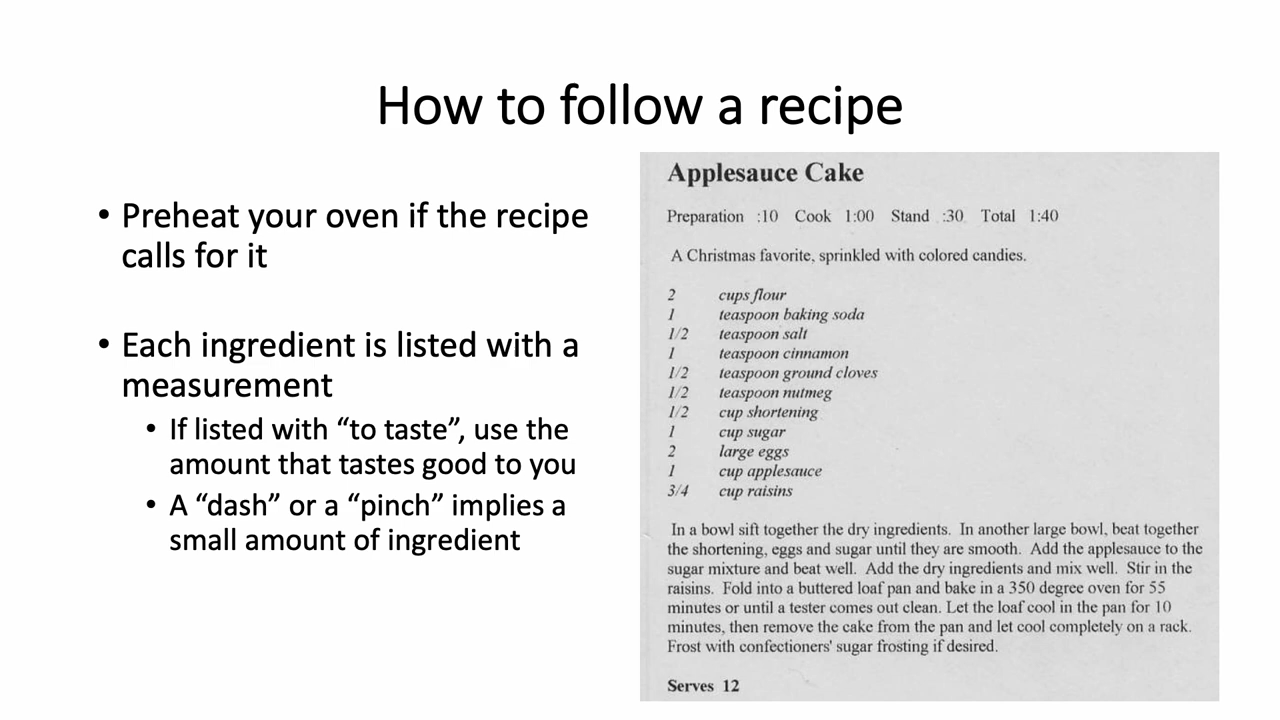 How to follow a recipe
• Preheat your oven if the recipe
calls for it
• Each ingredient is listed with a
measurement
• If listed with “to taste”, use the
amount that tastes good to you
• A “dash” or a “pinch” implies a
small amount of ingredient
Applesauce Cake
Preparation :10 Cook 1:00 Stand :30 Total 1:40
A Christmas favorite, sprinkled with colored candies.
2 cups flour
1 teaspoon baking soda
1/2 teaspoon salt
1 teaspoon cinnamon
1/2 teaspoon ground cloves
1/2 teaspoon nutmeg
1/2 cup shortening
1 cup sugar
2 large eggs
1 cup applesauce
3/4 cup raisins
In a bowl sift together the dry ingredients. In another large bowl, beat together
the shortening, eggs and sugar until they are smooth. Add the applesauce to the
sugar mixture and beat well. Add the dry ingredients and mix well. Stir in the
raisins. Fold into a buttered loaf pan and bake in a 350 degree oven for 55
minutes or until a tester comes out clean. Let the loaf cool in the pan for 10
minutes, then remove the cake from the pan and let cool completely on a rack.
Frost with confectioners' sugar frosting if desired.
Serves 12